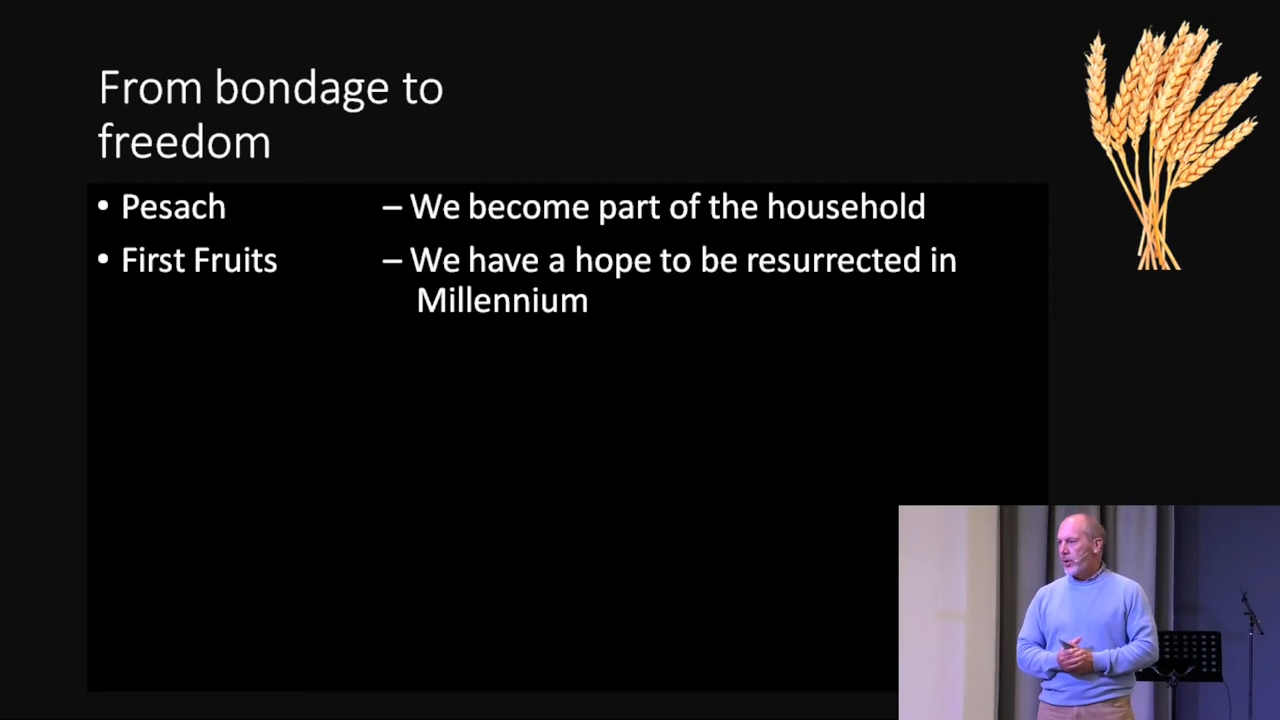 From bondage to
freedom
• Pesach – We become part of the household
• First Fruits – We have a hope to be resurrected in
Millennium